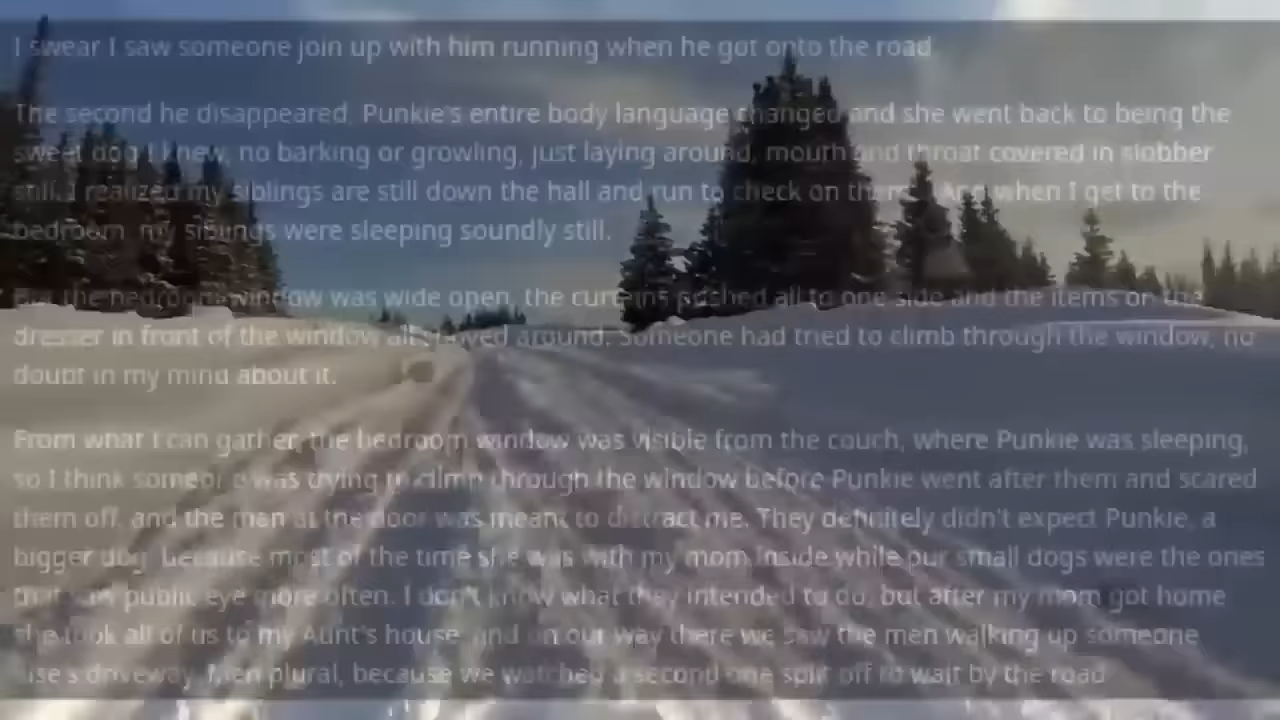 I swear I saw someone join up with him running when he got onto the road.
The second he disappeared, Punkie's entire body language changed and she went back to being the
sweet dog I knew, no barking or growling, just laying around, mouth and throat covered in slobber
still. I realized my siblings are still down the hall and run to check on them. And when I get to the
bedroom, my siblings were sleeping soundly still.
the bedroom window was wide open, the curtains pushed all to one side and the items on the
dresser in front of the window all moved around. Someone had tried to climb through the window, no
doubt in my mind about it.
From what I can gather, the bedroom window was visible from the couch, where Punkie was sleeping,
so I think someone was trying to climb through the window before Punkie went after them and scared
them off, and the man at the door was meant to distract me. They definitely didn't expect Punkie, a
bigger dog, because most of the time she was with my mom inside while our small dogs were the ones
that public eye more often. I don't know what they intended to do, but after my mom got home
she took all of us to my Aunt's house, and on our way there we saw the men walking up someone
else's driveway. Men plural, because we watched a second one split off to wait by the road